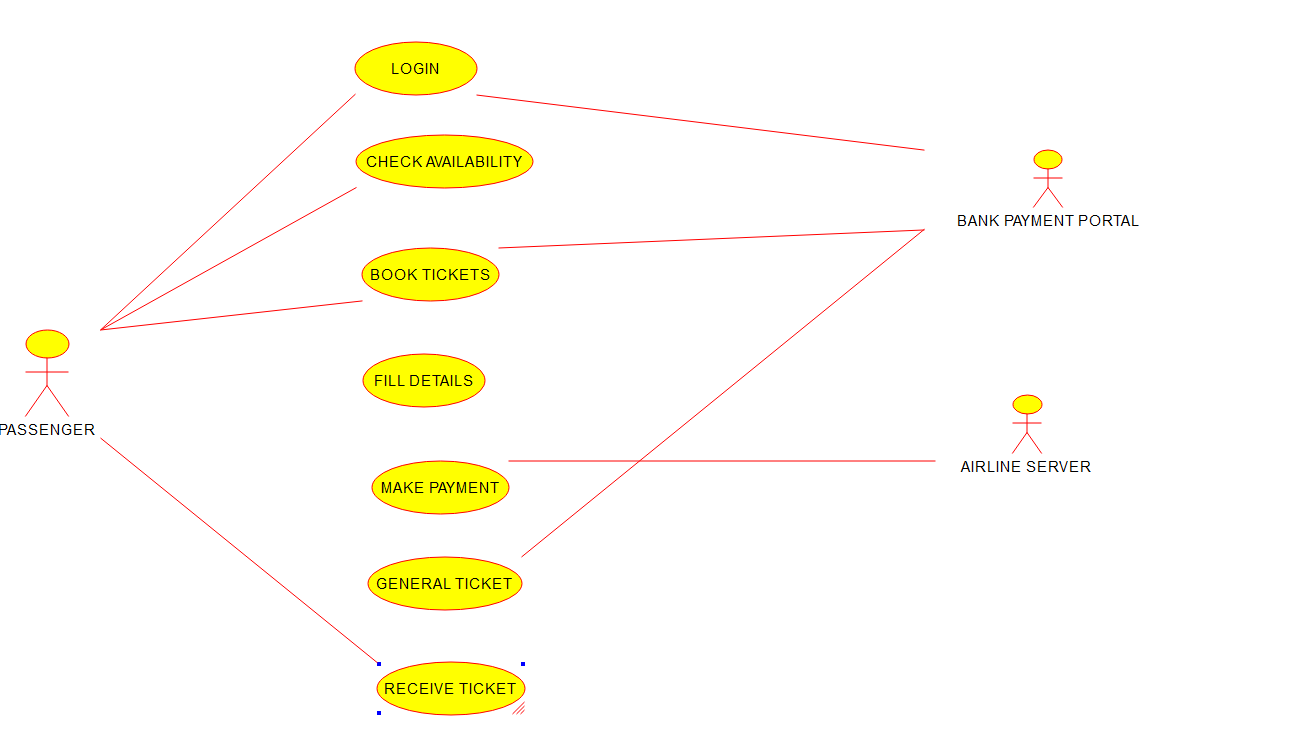 LOGIN
CHECK AVAILABILITY
BANK PAYMENT PORTAL
BOOK TICKETS
FILL DETAILS
PASSENGER
AIRLINE SERVER
MAKE PAYMENT
GENERAL TICKET
RECEIVE TICKET